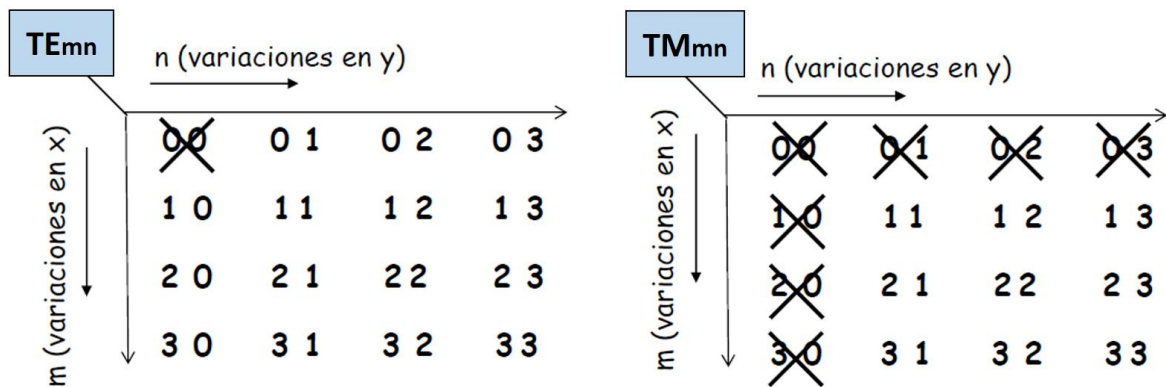 TEmn
n (variaciones en y)
m (variaciones en x)
00 01 02 03
10 11 12 13
20 21 22 23
30 31 32 33
TMmn
n (variaciones en y)
m (variaciones en x)
00 01 02 03
10 11 12 13
20 21 22 23
30 31 32 33